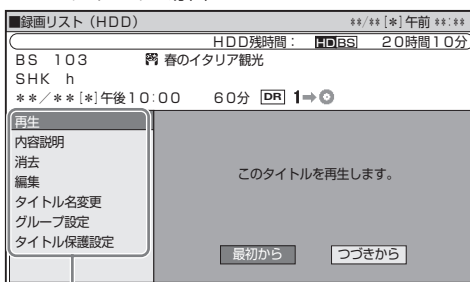 ■録画リスト（HDD） **/**[*]午前**:**
HDD残時間： HD BS 20時間10分
BS 103 春のイタリア観光
SHK h
**/**[*]午後10:00 60分 DR 1➡
再生
内容説明
消去
編集
タイトル名変更
グループ設定
タイトル保護設定
このタイトルを再生します。
最初から つづきから